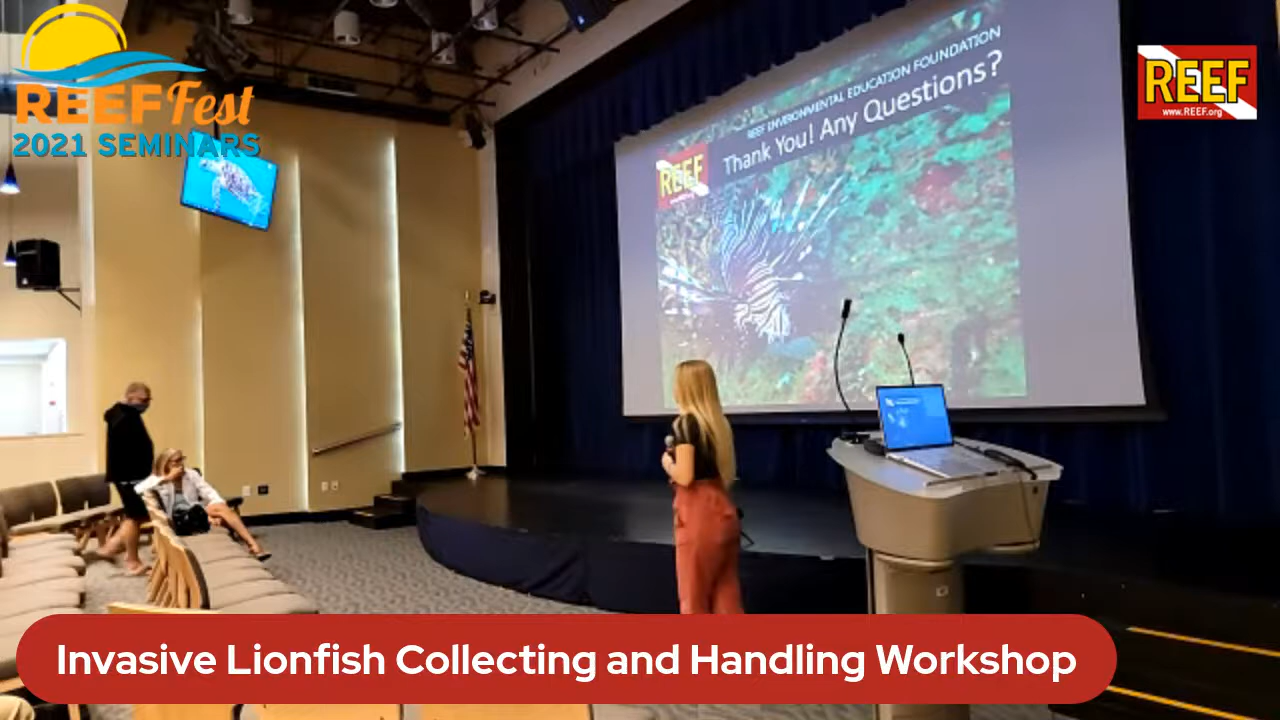 REEF Fest
2021 SEMINARS
REEF
www.REEF.org
REEF ENVIRONMENTAL EDUCATION FOUNDATION
Thank You! Any Questions?
REEF
Invasive Lionfish Collecting and Handling Workshop